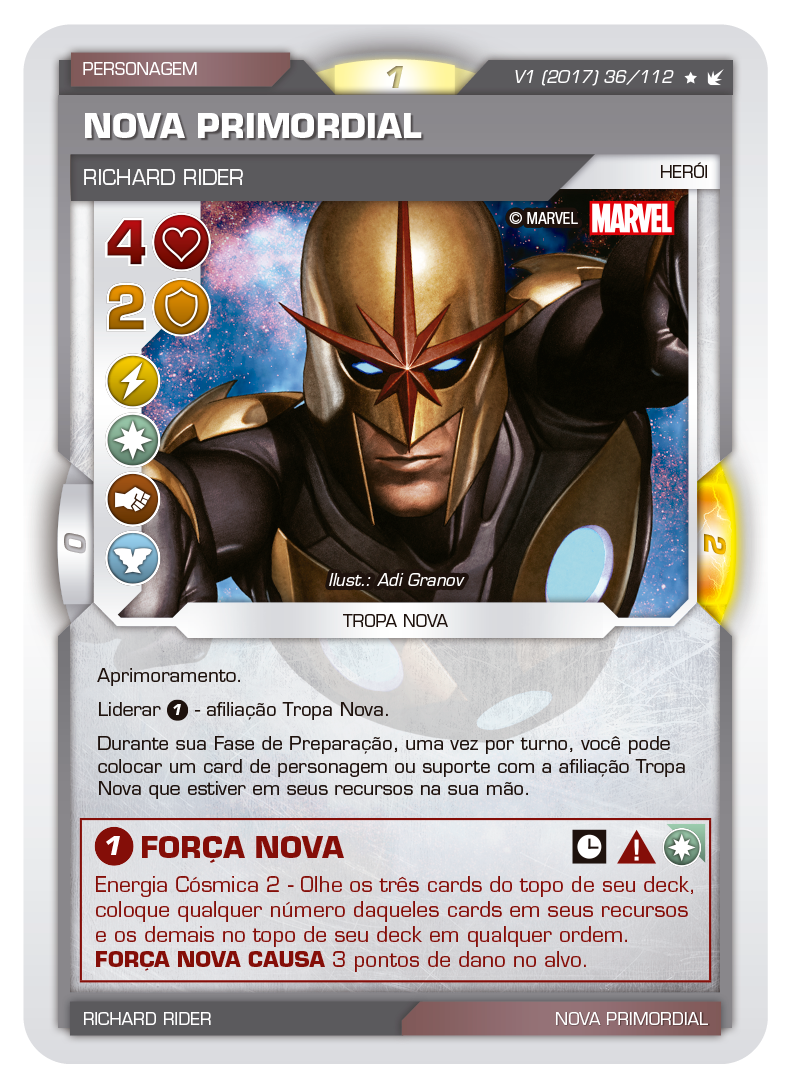 PERSONAGEM
1
V1 (2017) 36/112
NOVA PRIMORDIAL
RICHARD RIDER
HERÓI
© MARVEL MARVEL
4
2
0
2
Ilust.: Adi Granov
TROPA NOVA
Aprimoramento.
Liderar 1 - afiliação Tropa Nova.
Durante sua Fase de Preparação, uma vez por turno, você pode
colocar um card de personagem ou suporte com a afiliação Tropa
Nova que estiver em seus recursos na sua mão.
1 FORÇA NOVA
Energia Cósmica 2 - Olhe os três cards do topo de seu deck,
coloque qualquer número daqueles cards em seus recursos
e os demais no topo de seu deck em qualquer ordem.
FORÇA NOVA CAUSA 3 pontos de dano no alvo.
RICHARD RIDER
NOVA PRIMORDIAL